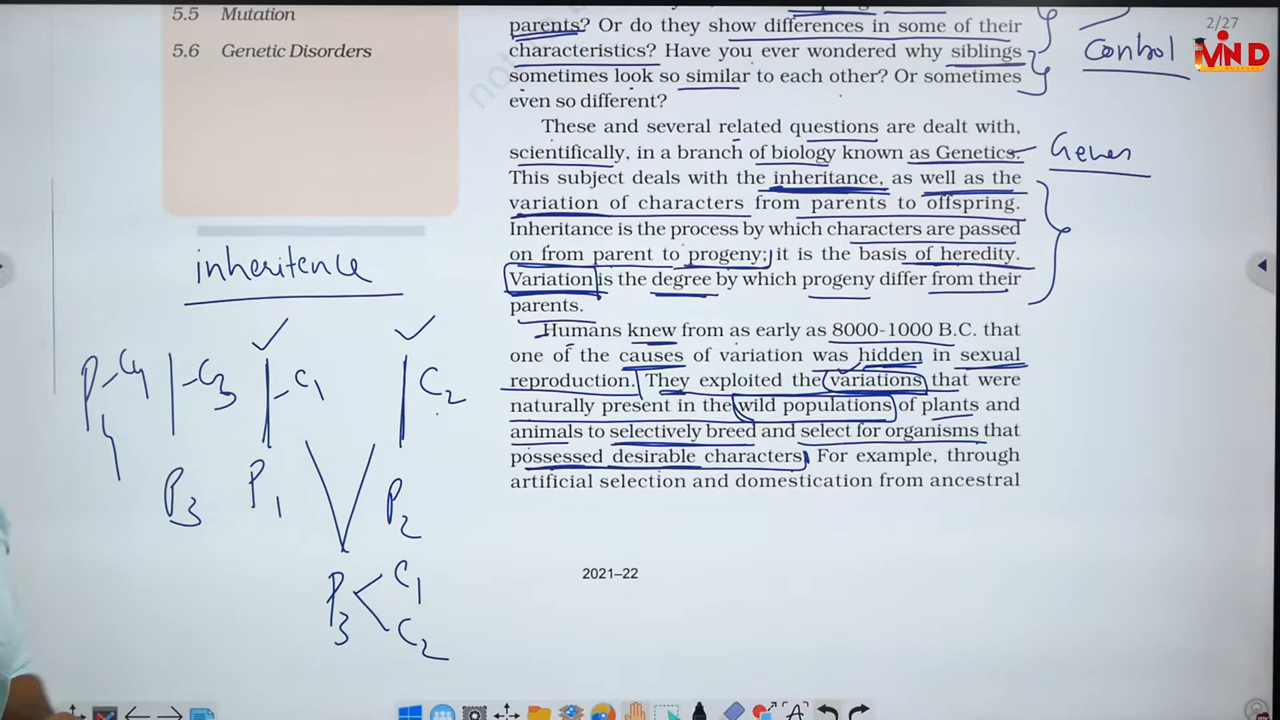 5.5 Mutation
5.6 Genetic Disorders
parents? Or do they show differences in some of their
characteristics? Have you ever wondered why siblings
sometimes look so similar to each other? Or sometimes
even so different?
These and several related questions are dealt with,
scientifically, in a branch of biology known as Genetics.
This subject deals with the inheritance, as well as the
variation of characters from parents to offspring.
Inheritance is the process by which characters are passed
on from parent to progeny; it is the basis of heredity.
Variation is the degree by which progeny differ from their
parents.
Humans knew from as early as 8000-1000 B.C. that
one of the causes of variation was hidden in sexual
reproduction. They exploited the variations that were
naturally present in the wild populations of plants and
animals to selectively breed and select for organisms that
possessed desirable characters. For example, through
artificial selection and domestication from ancestral
2021–22
2/27
Control
MIND
Genes
inheritence
C3
C1
C2
P3
P1
P2
P3
C1
C2